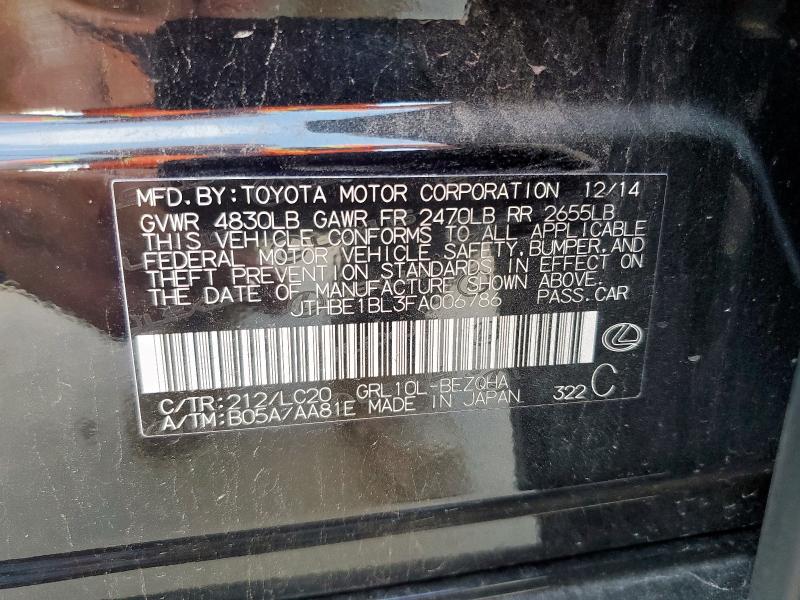 MFD.BY:TOYOTA MOTOR CORPORATION 12/14
GVWR 4830LB GAWR FR 2470LB RR 2655LB
THIS VEHICLE CONFORMS TO ALL APPLICABLE
FEDERAL MOTOR VEHICLE SAFETY,BUMPER,AND
THEFT PREVENTION STANDARDS IN EFFECT ON
THE DATE OF MANUFACTURE SHOWN ABOVE.
JTHBE1BL3FA006786 PASS.CAR
C/TR:212/LC20 GRL10L-BEZQHA
A/TM:B05A/AA81E MADE IN JAPAN 322 C